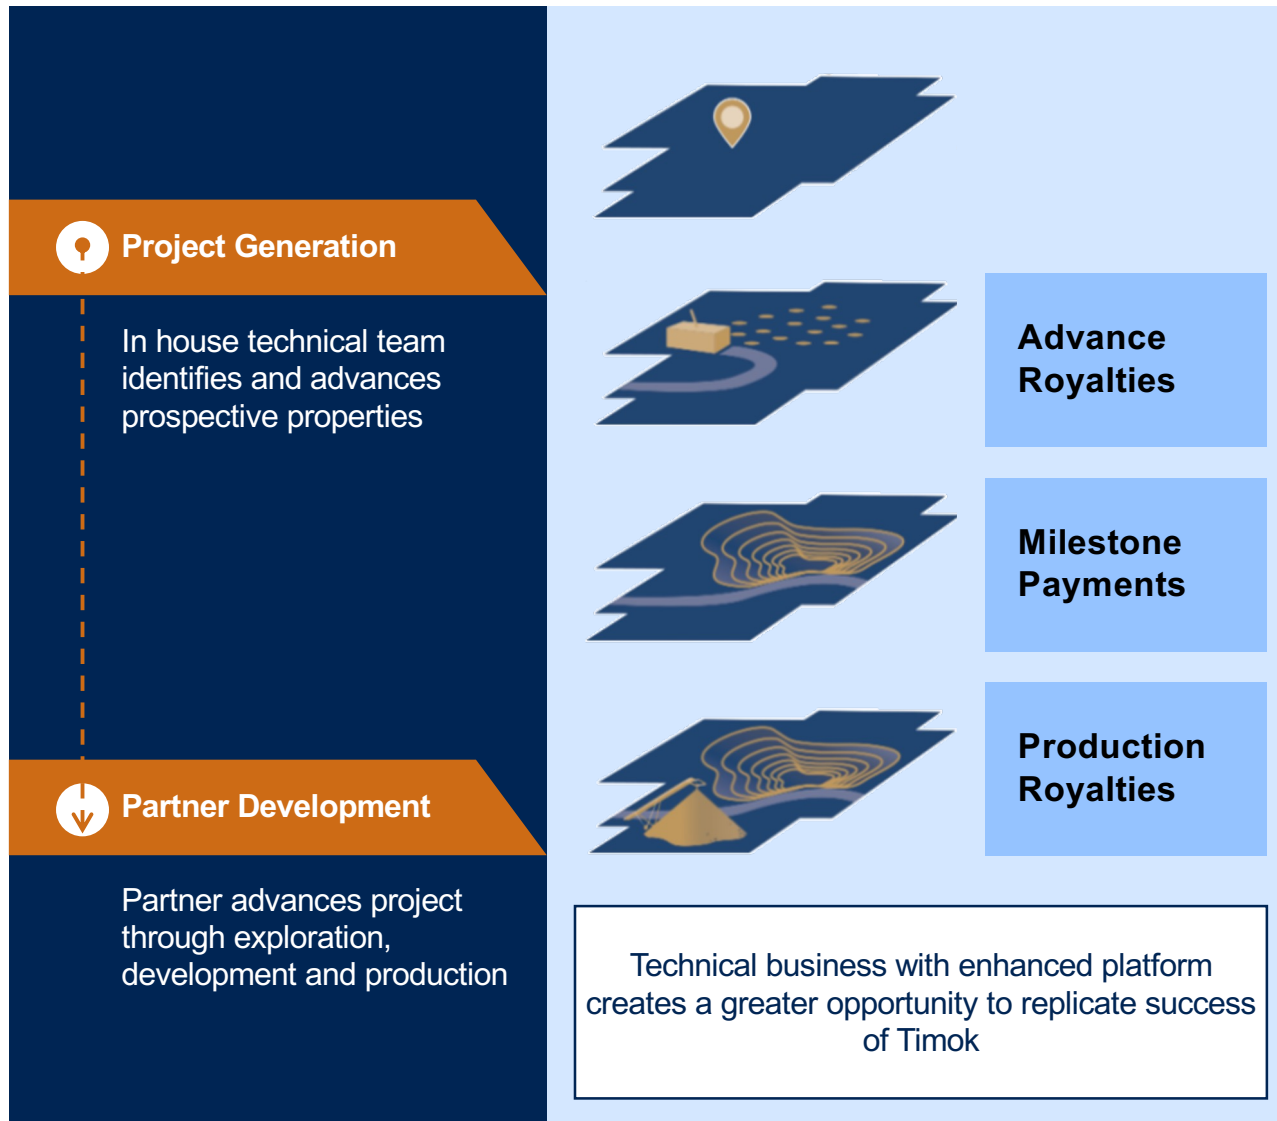 Project Generation
In house technical team
identifies and advances
prospective properties
Partner Development
Partner advances project
through exploration,
development and production
Advance
Royalties
Milestone
Payments
Production
Royalties
Technical business with enhanced platform
creates a greater opportunity to replicate success
of Timok